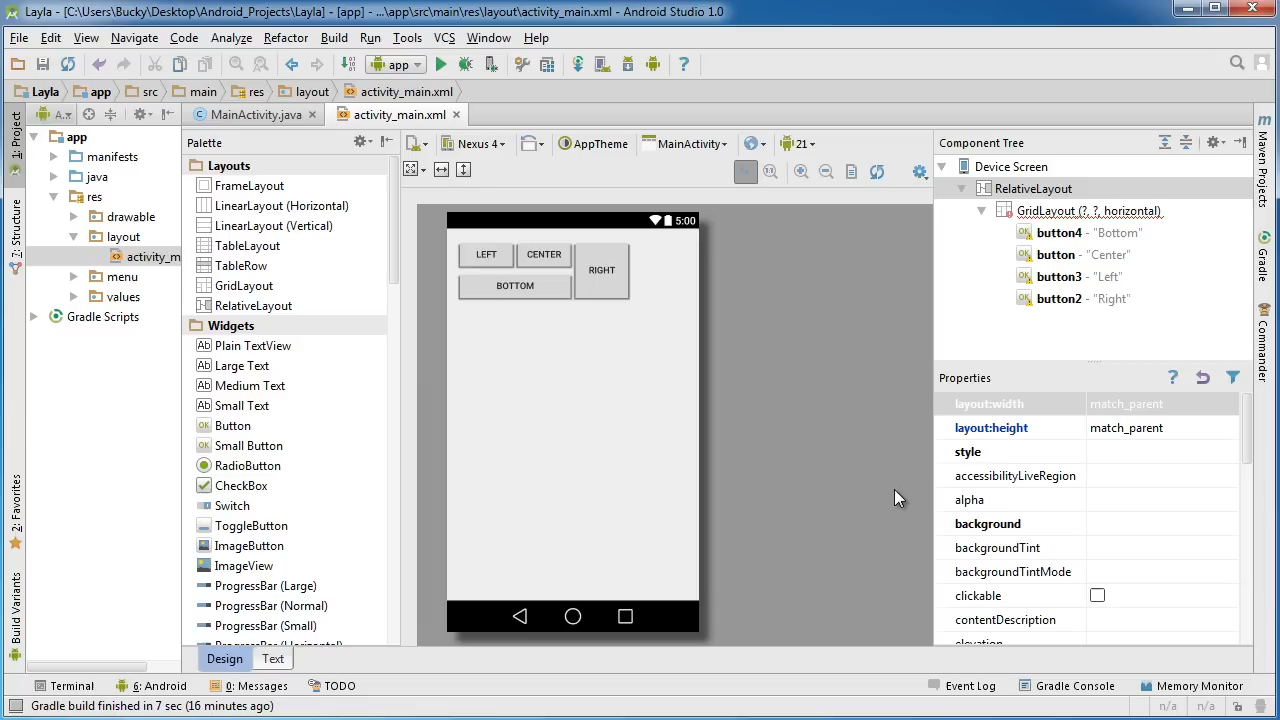 Layla - [C:\Users\Bucky\Desktop\Android_Projects\Layla] - [app] - ...\app\src\main\res\layout\activity_main.xml - Android Studio 1.0
File Edit View Navigate Code Analyze Refactor Build Run Tools VCS Window Help
app
Layla app src main res layout activity_main.xml
A... MainActivity.java activity_main.xml
1: Project
7: Structure
2: Favorites
Build Variants
app
manifests
java
res
drawable
layout
activity_m
menu
values
Gradle Scripts
Palette
Layouts
FrameLayout
LinearLayout (Horizontal)
LinearLayout (Vertical)
TableLayout
TableRow
GridLayout
RelativeLayout
Widgets
Plain TextView
Large Text
Medium Text
Small Text
Button
Small Button
RadioButton
CheckBox
Switch
ToggleButton
ImageButton
ImageView
ProgressBar (Large)
ProgressBar (Normal)
ProgressBar (Small)
ProgressBar (Horizontal)
Design Text
Nexus 4 AppTheme MainActivity 21
5:00
LEFT CENTER RIGHT
BOTTOM
Component Tree
Device Screen
RelativeLayout
GridLayout (?, ?, horizontal)
button4 - "Bottom"
button - "Center"
button3 - "Left"
button2 - "Right"
Properties
layout:width match_parent
layout:height match_parent
style
accessibilityLiveRegion
alpha
background
backgroundTint
backgroundTintMode
clickable
contentDescription
elevation
Maven Projects
Gradle
Commander
Terminal 6: Android 0: Messages TODO Event Log Gradle Console Memory Monitor
Gradle build finished in 7 sec (16 minutes ago) n/a n/a